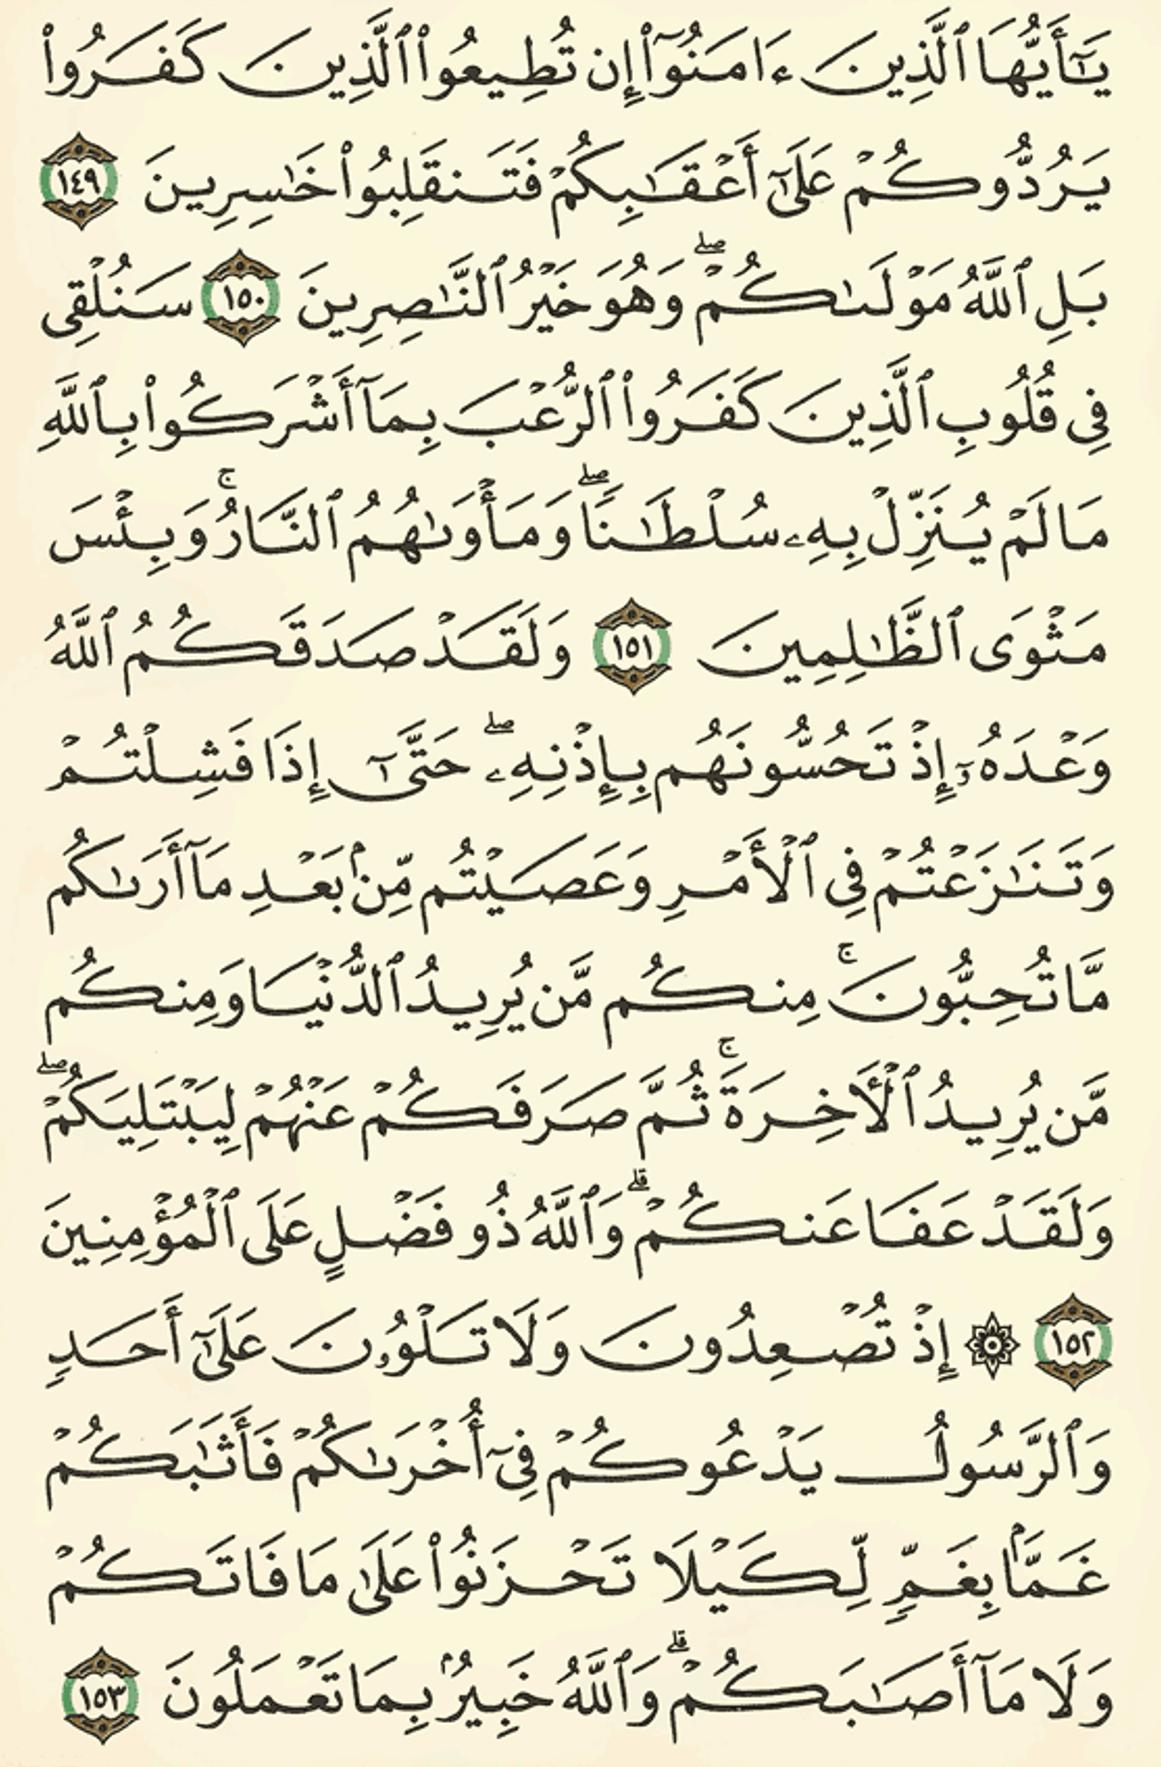 يَـٰٓأَيُّهَا ٱلَّذِينَ ءَامَنُوٓا۟ إِن تُطِيعُوا۟ ٱلَّذِينَ كَفَرُوا۟
يَرُدُّوكُمْ عَلَىٰٓ أَعْقَـٰبِكُمْ فَتَنقَلِبُوا۟ خَـٰسِرِينَ ١٤٩
بَلِ ٱللَّهُ مَوْلَىٰكُمْ ۖ وَهُوَ خَيْرُ ٱلنَّـٰصِرِينَ ١٥٠ سَنُلْقِى
فِى قُلُوبِ ٱلَّذِينَ كَفَرُوا۟ ٱلرُّعْبَ بِمَآ أَشْرَكُوا۟ بِٱللَّهِ
مَا لَمْ يُنَزِّلْ بِهِۦ سُلْطَـٰنًا ۖ وَمَأْوَىٰهُمُ ٱلنَّارُ ۚ وَبِئْسَ
مَثْوَى ٱلظَّـٰلِمِينَ ١٥١ وَلَقَدْ صَدَقَكُمُ ٱللَّهُ
وَعْدَهُۥٓ إِذْ تَحُسُّونَهُم بِإِذْنِهِۦ ۖ حَتَّىٰٓ إِذَا فَشِلْتُمْ
وَتَنَـٰزَعْتُمْ فِى ٱلْأَمْرِ وَعَصَيْتُم مِّنۢ بَعْدِ مَآ أَرَىٰكُم
مَّا تُحِبُّونَ ۚ مِنكُم مَّن يُرِيدُ ٱلدُّنْيَا وَمِنكُم
مَّن يُرِيدُ ٱلْـَٔاخِرَةَ ۚ ثُمَّ صَرَفَكُمْ عَنْهُمْ لِيَبْتَلِيَكُمْ ۖ
وَلَقَدْ عَفَا عَنكُمْ ۗ وَٱللَّهُ ذُو فَضْلٍ عَلَى ٱلْمُؤْمِنِينَ
١٥٢ ۞ إِذْ تُصْعِدُونَ وَلَا تَلْوُۥنَ عَلَىٰٓ أَحَدٍ
وَٱلرَّسُولُ يَدْعُوكُمْ فِىٓ أُخْرَىٰكُمْ فَأَثَـٰبَكُمْ
غَمًّۢا بِغَمٍّ لِّكَيْلَا تَحْزَنُوا۟ عَلَىٰ مَا فَاتَكُمْ
وَلَا مَآ أَصَـٰبَكُمْ ۗ وَٱللَّهُ خَبِيرٌۢ بِمَا تَعْمَلُونَ ١٥٣